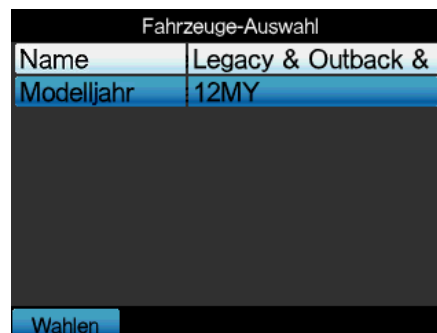 Fahrzeuge-Auswahl
Name Legacy & Outback &
Modelljahr 12MY
Wahlen